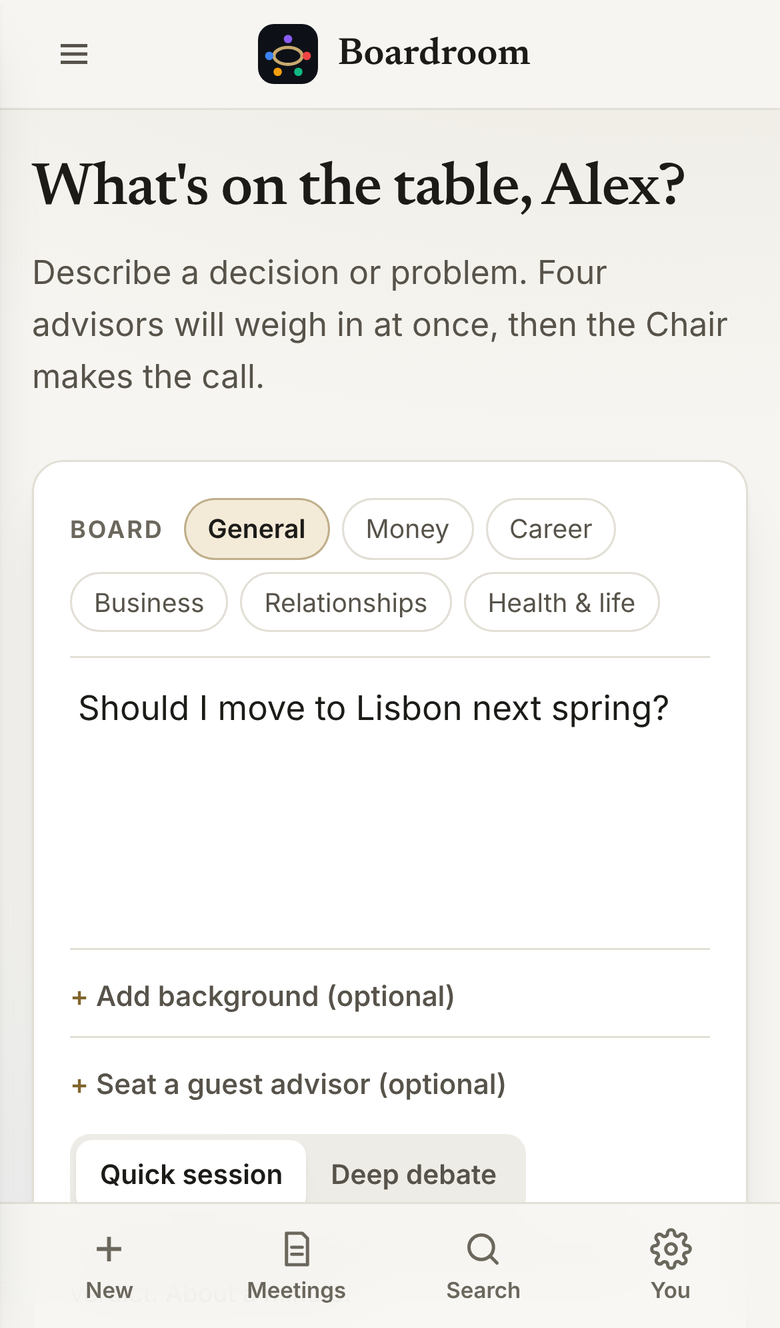 Boardroom
What's on the table, Alex?
Describe a decision or problem. Four
advisors will weigh in at once, then the Chair
makes the call.
BOARD General Money Career
Business Relationships Health & life
Should I move to Lisbon next spring?
+ Add background (optional)
+ Seat a guest advisor (optional)
Quick session Deep debate
New Meetings Search You